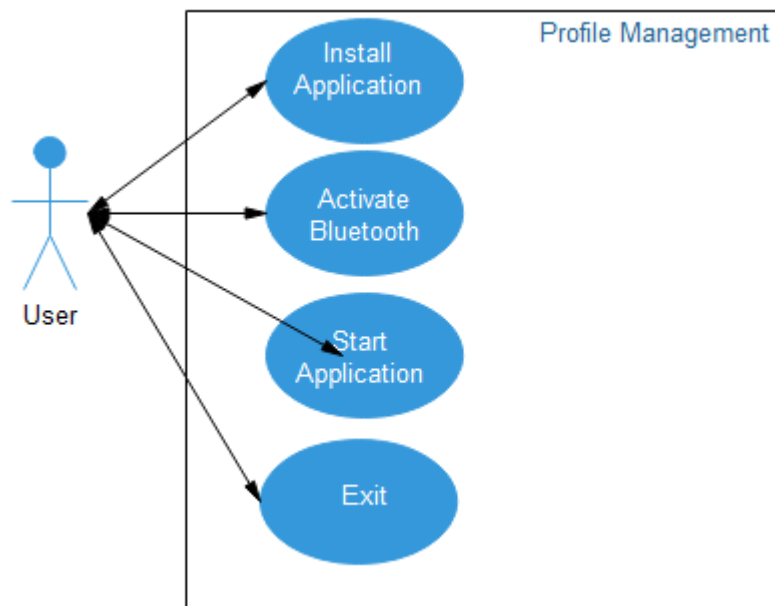 Profile Management
Install
Application
Activate
Bluetooth
User
Start
Application
Exit